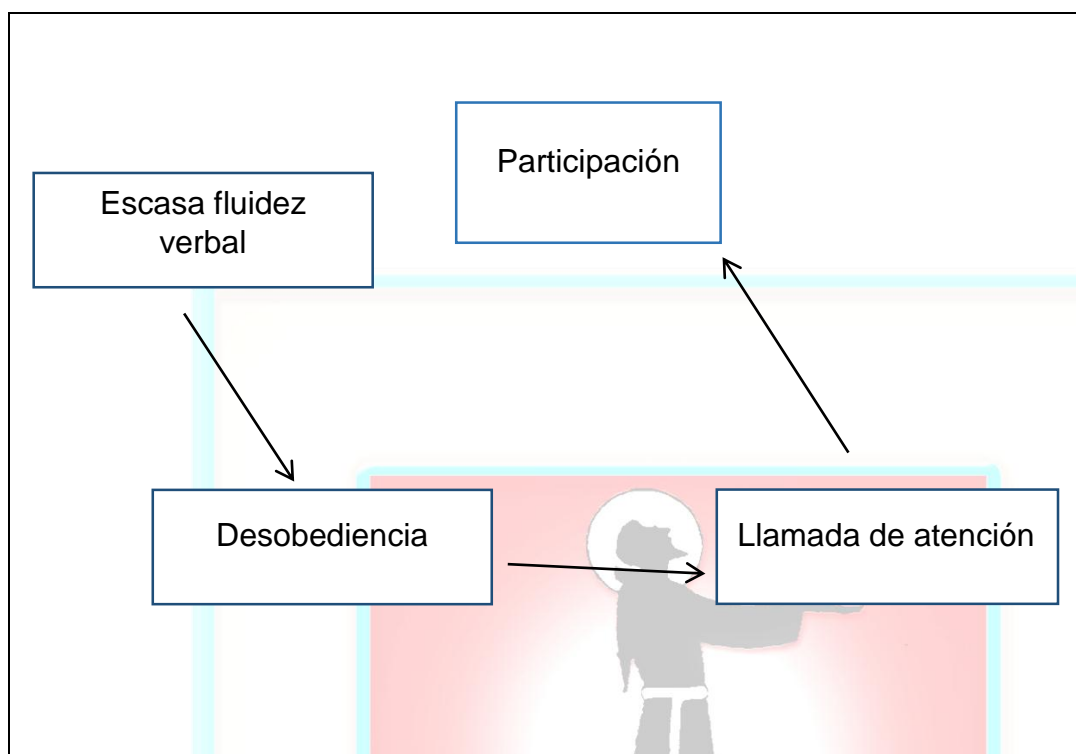 Participación
Escasa fluidez
verbal
Desobediencia
Llamada de atención